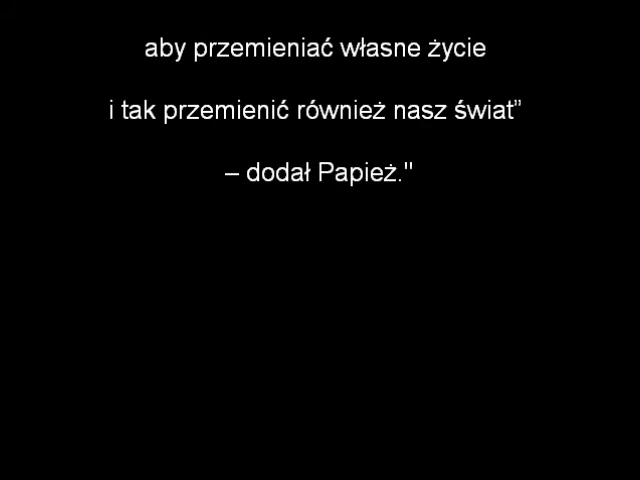 aby przemieniać własne życie
i tak przemienić również nasz świat”
– dodał Papież."